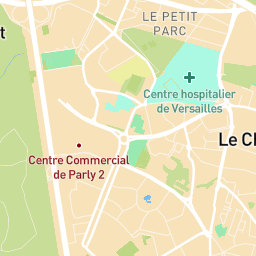 LE PETIT
PARC
t
Centre hospitalier
de Versailles
Le Ch
Centre Commercial
de Parly 2